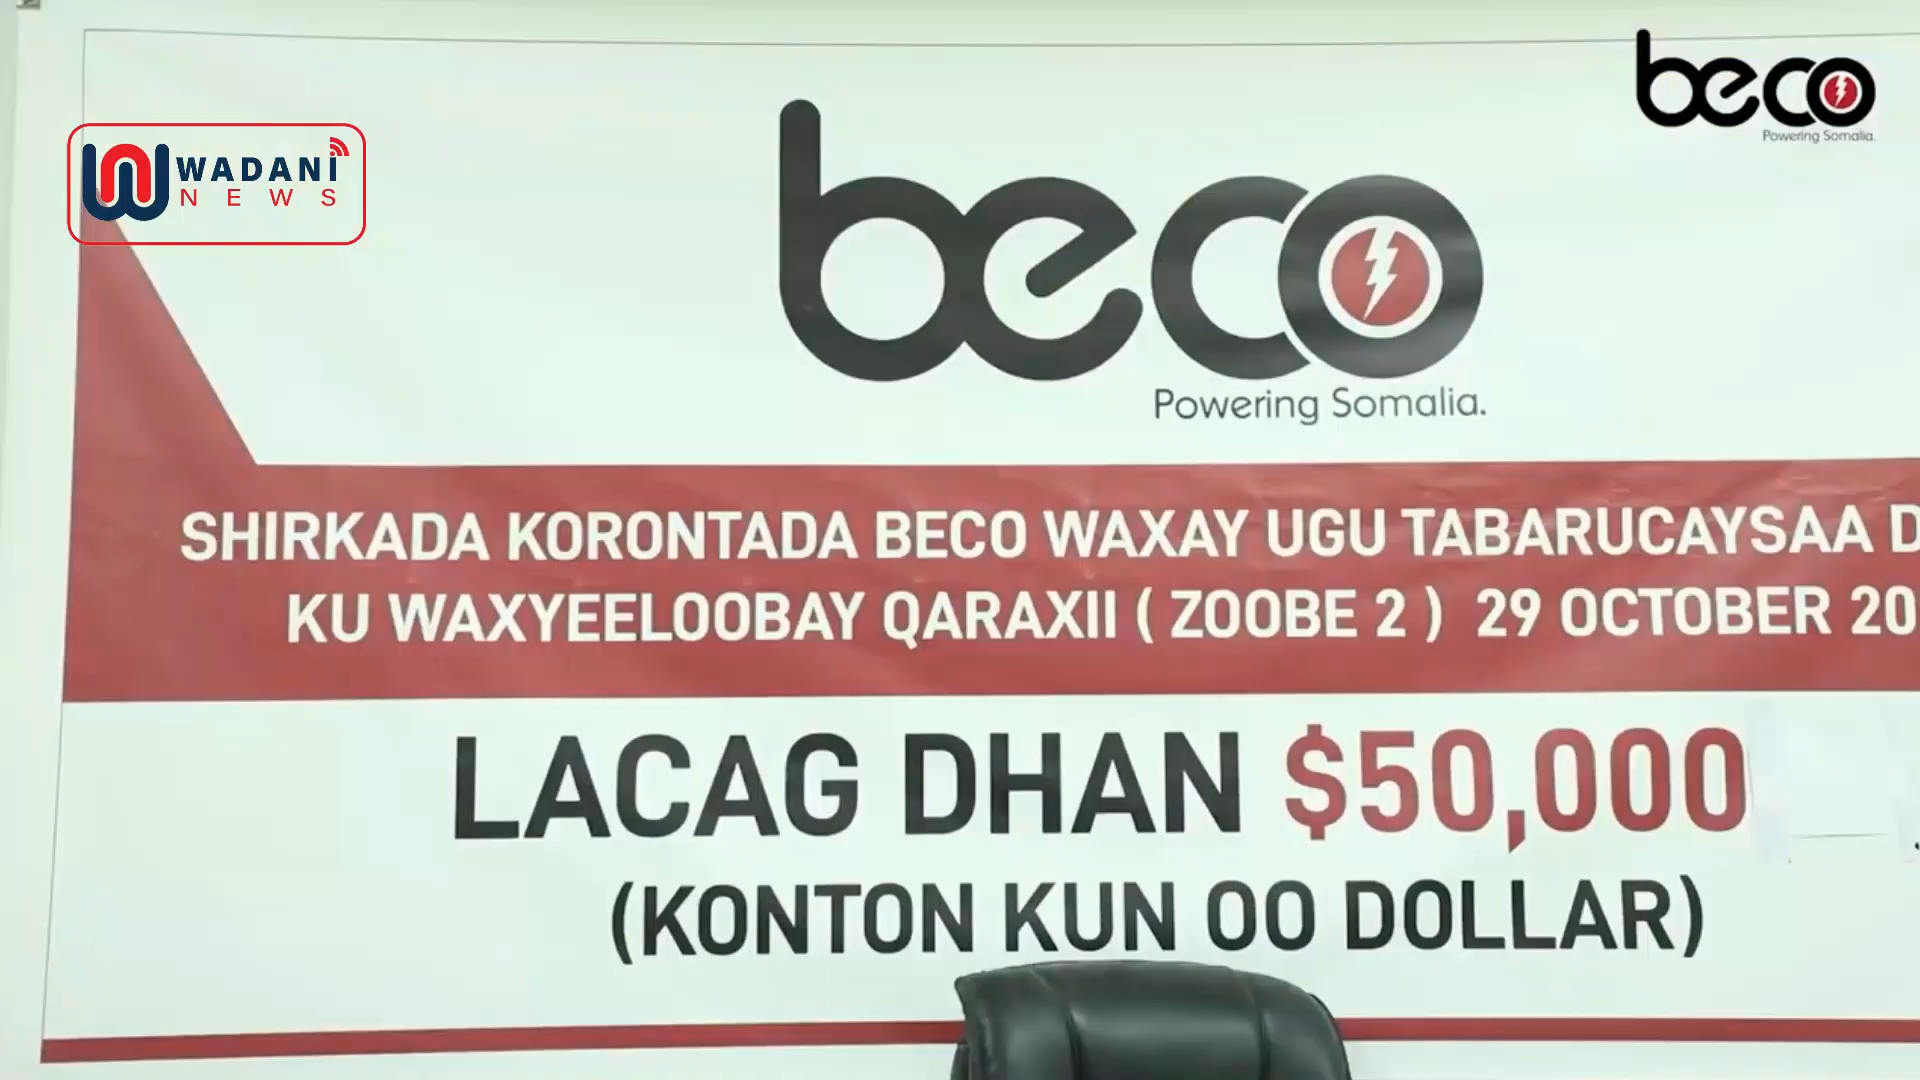 beco
Powering Somalia.
WADANI
NEWS
beco
Powering Somalia.
SHIRKADA KORONTADA BECO WAXAY UGU TABARUCAYSAA
KU WAXYEELOOBAY QARAXII ( ZOOBE 2 ) 29 OCTOBER
LACAG DHAN $50,000
(KONTON KUN OO DOLLAR)